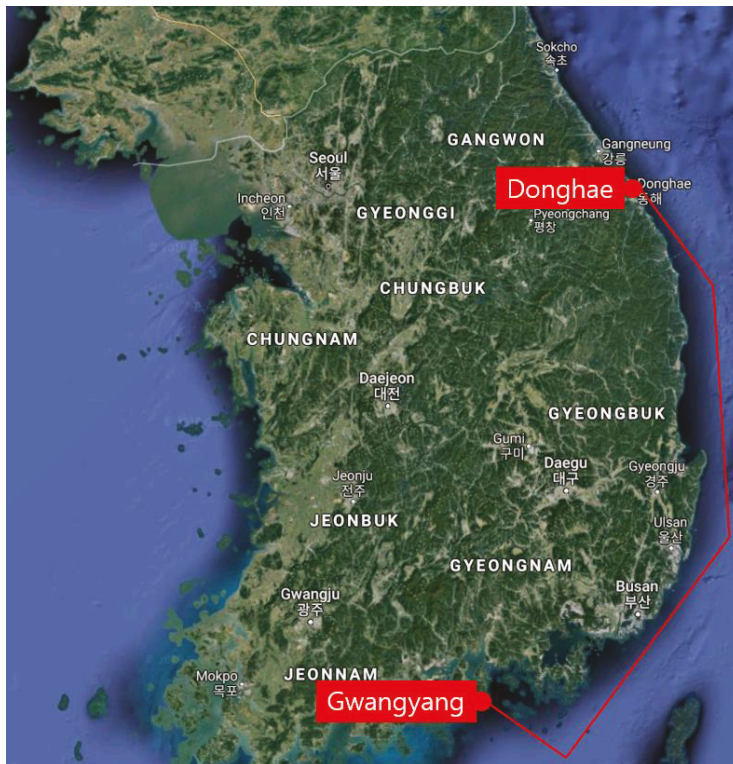 Sokcho
속초
GANGWON
Gangneung
강릉
Seoul
서울
Donghae
Donghae
동해
Incheon
인천
GYEONGGI
Pyeongchang
평창
CHUNGBUK
CHUNGNAM
Daejeon
대전
GYEONGBUK
Gumi
구미
Daegu
대구
Gyeongju
경주
Jeonju
전주
JEONBUK
Ulsan
울산
GYEONGNAM
Gwangju
광주
Busan
부산
Mokpo
목포
JEONNAM
Gwangyang